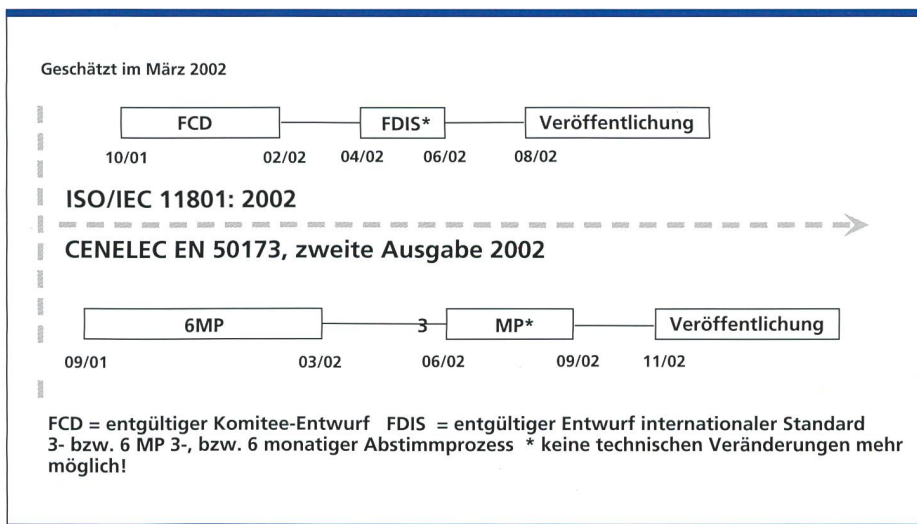 Geschätzt im März 2002
FCD FDIS* Veröffentlichung
10/01 02/02 04/02 06/02 08/02
ISO/IEC 11801: 2002
CENELEC EN 50173, zweite Ausgabe 2002
6MP 3 MP* Veröffentlichung
09/01 03/02 06/02 09/02 11/02
FCD = entgültiger Komitee-Entwurf FDIS = entgültiger Entwurf internationaler Standard
3- bzw. 6 MP 3-, bzw. 6 monatiger Abstimmprozess * keine technischen Veränderungen mehr
möglich!